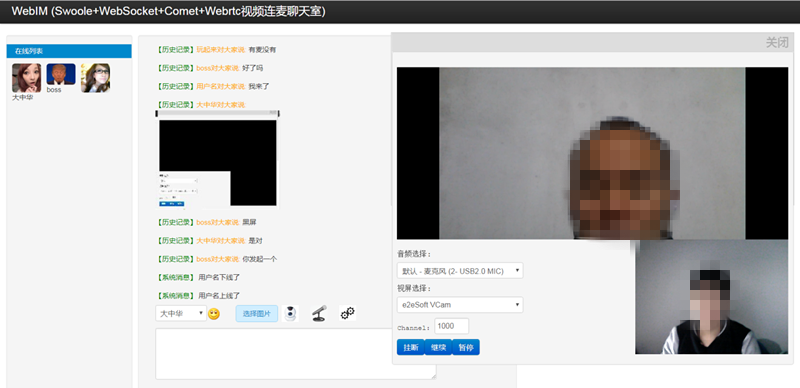 WebIM (Swoole+WebSocket+Comet+Webrtc视频连麦聊天室)
在线列表
boss
大中华
【历史记录】玩起来对大家说: 有麦没有
【历史记录】boss对大家说: 好了吗
【历史记录】用户名对大家说: 我来了
【历史记录】大中华对大家说:
【历史记录】boss对大家说: 黑屏
【历史记录】大中华对大家说: 是对
【历史记录】boss对大家说: 你发起一个
【系统消息】 用户名下线了
【系统消息】 用户名上线了
大中华
选择图片
关闭
音频选择:
默认 - 麦克风 (2- USB2.0 MIC)
视屏选择:
e2eSoft VCam
Channel: 1000
挂断 继续 暂停